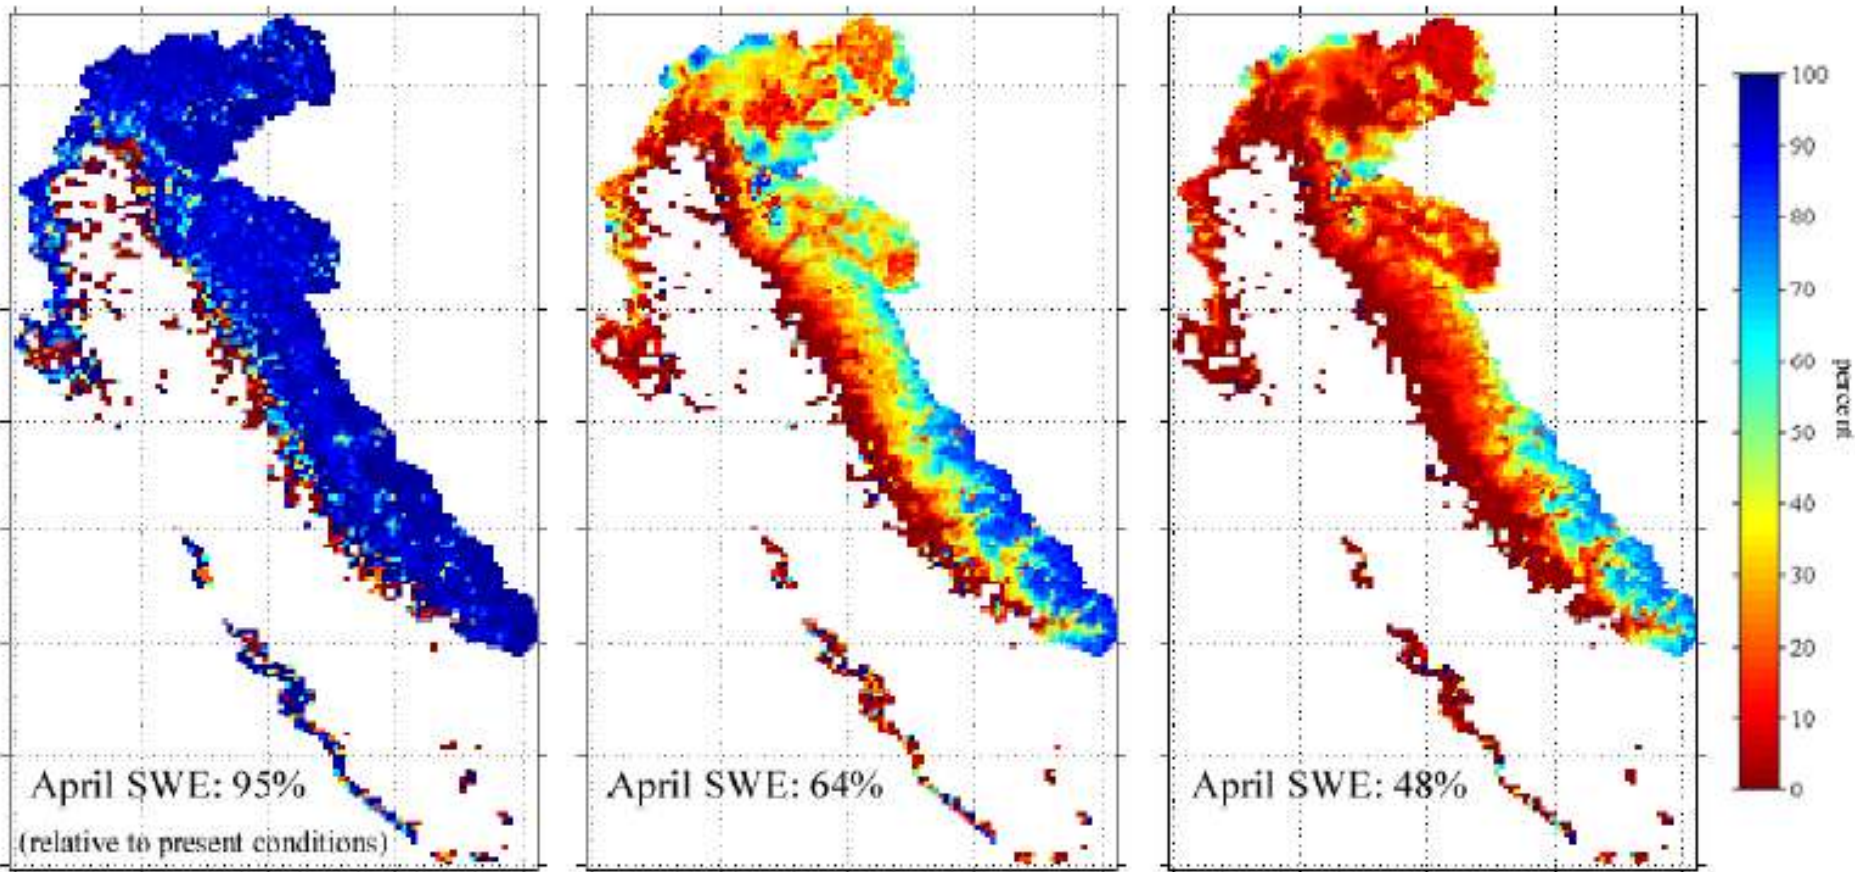 April SWE: 95%
(relative to present conditions)
April SWE: 64%
April SWE: 48%
100
90
80
70
60
50
40
30
20
10
0
percent